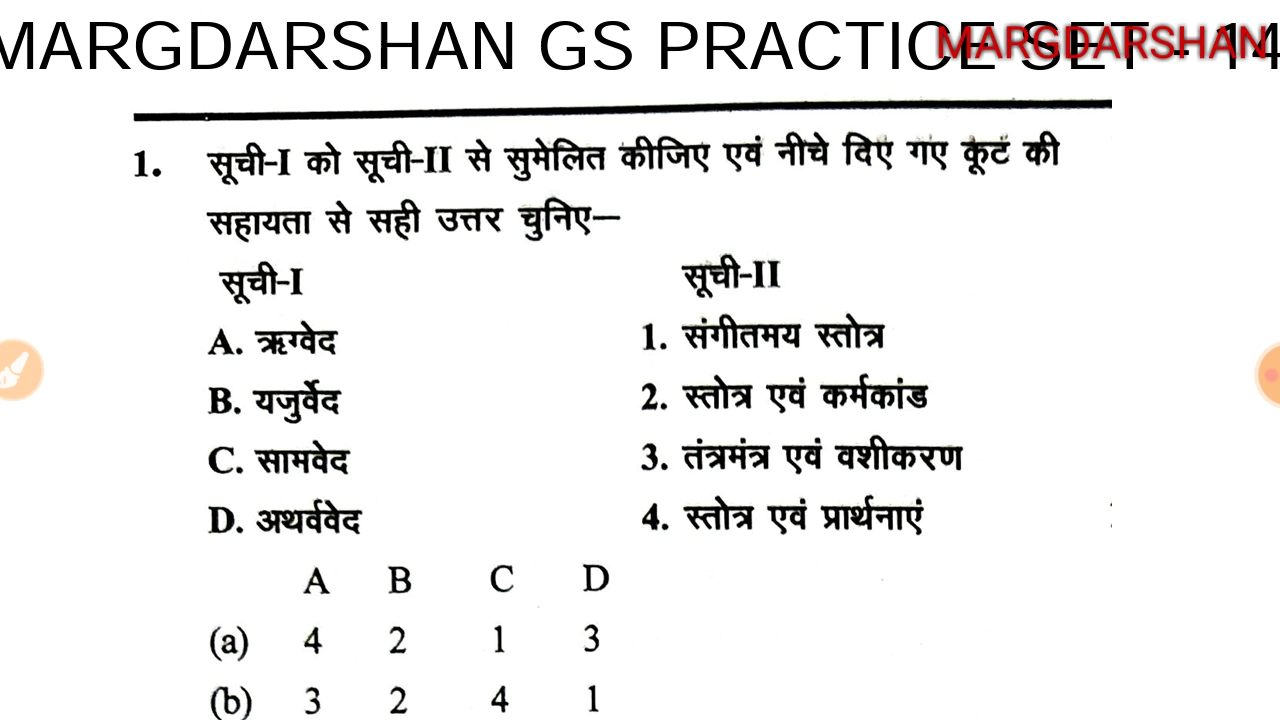 MARGDARSHAN GS PRACTICE SET - 14
MARGDARSHAN
1. सूची-I को सूची-II से सुमेलित कीजिए एवं नीचे दिए गए कूट की
सहायता से सही उत्तर चुनिए—
सूची-I सूची-II
A. ऋग्वेद 1. संगीतमय स्तोत्र
B. यजुर्वेद 2. स्तोत्र एवं कर्मकांड
C. सामवेद 3. तंत्रमंत्र एवं वशीकरण
D. अथर्ववेद 4. स्तोत्र एवं प्रार्थनाएं
A B C D
(a) 4 2 1 3
(b) 3 2 4 1